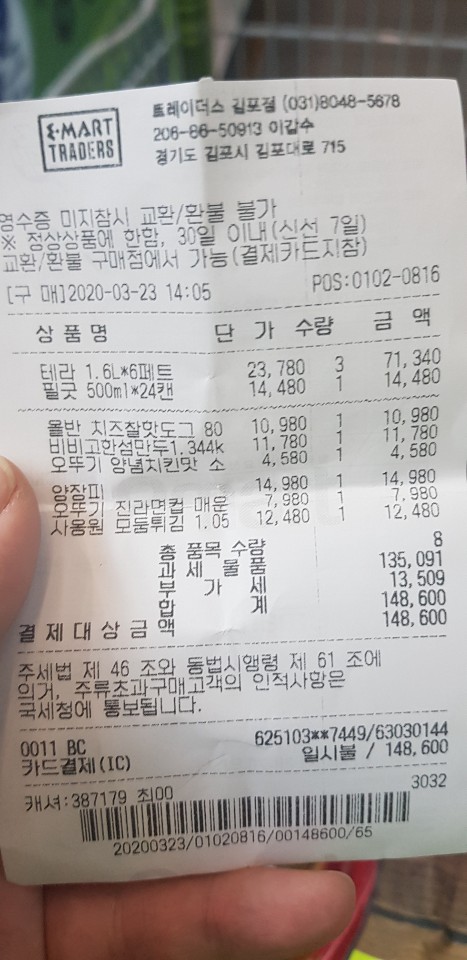 E·MART
TRADERS
트레이더스 김포점 (031)8048-5678
206-86-50913 이갑수
경기도 김포시 김포대로 715
영수증 미지참시 교환/환불 불가
※ 정상상품에 한함, 30일 이내(신선 7일)
교환/환불 구매점에서 가능(결제카드지참)
[구 매]2020-03-23 14:05 POS:0102-0816
상 품 명 단 가 수량 금 액
테라 1.6L*6페트 23,780 3 71,340
필굿 500ml*24캔 14,480 1 14,480
올반 치즈잘핫도그 80 10,980 1 10,980
비비고한섬만두1.344k 11,780 1 11,780
오뚜기 양념치킨맛 소 4,580 1 4,580
양장피 14,980 1 14,980
오뚜기 진라면컵 매운 7,980 1 7,980
사옹원 모둠튀김 1.05 12,480 1 12,480
총 품목 수량 8
과 세 물 품 135,091
부 가 세 13,509
합 계 148,600
결 제 대 상 금 액 148,600
주세법 제 46 조와 동법시행령 제 61 조에
의거, 주류초과구매고객의 인적사항은
국세청에 통보됩니다.
0011 BC 625103**7449/63030144
카드결제(IC) 일시불 / 148,600
3032
캐셔:387179 최00
20200323/01020816/00148600/65